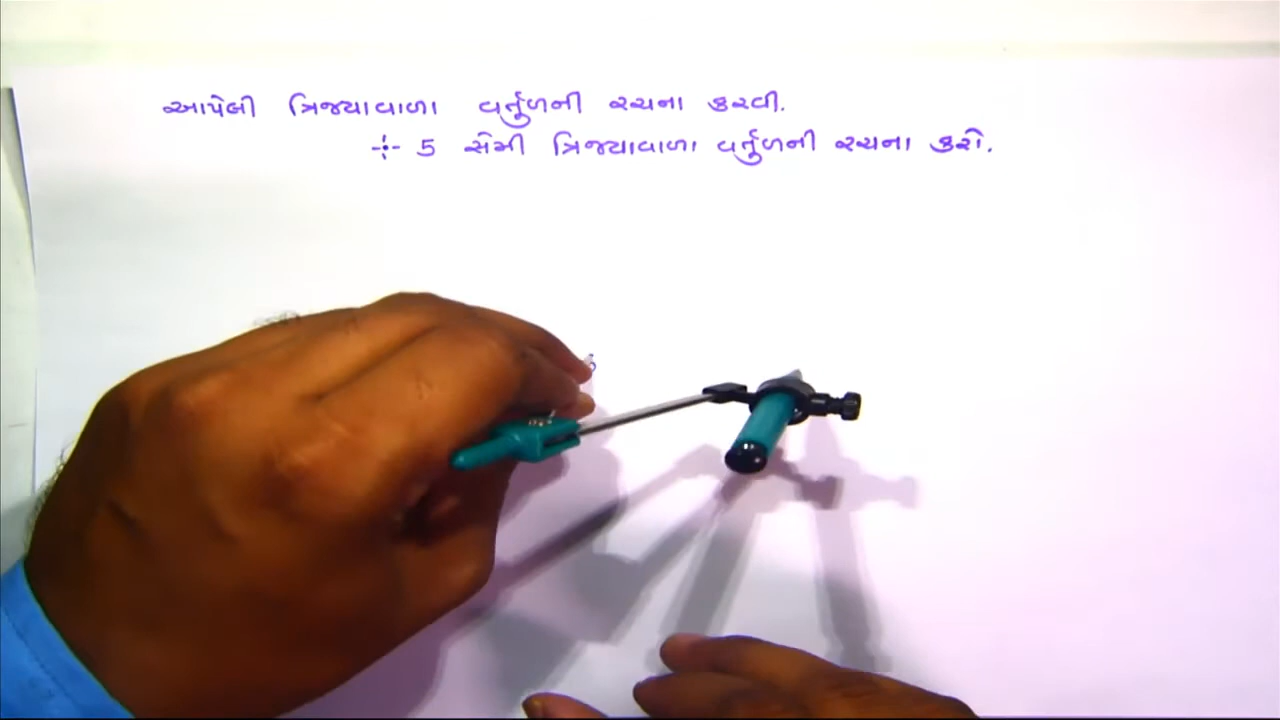 આપેલી ત્રિજ્યાવાળા વર્તુળની રચના કરવી.
÷ 5 સેમી ત્રિજ્યાવાળા વર્તુળની રચના કરો.